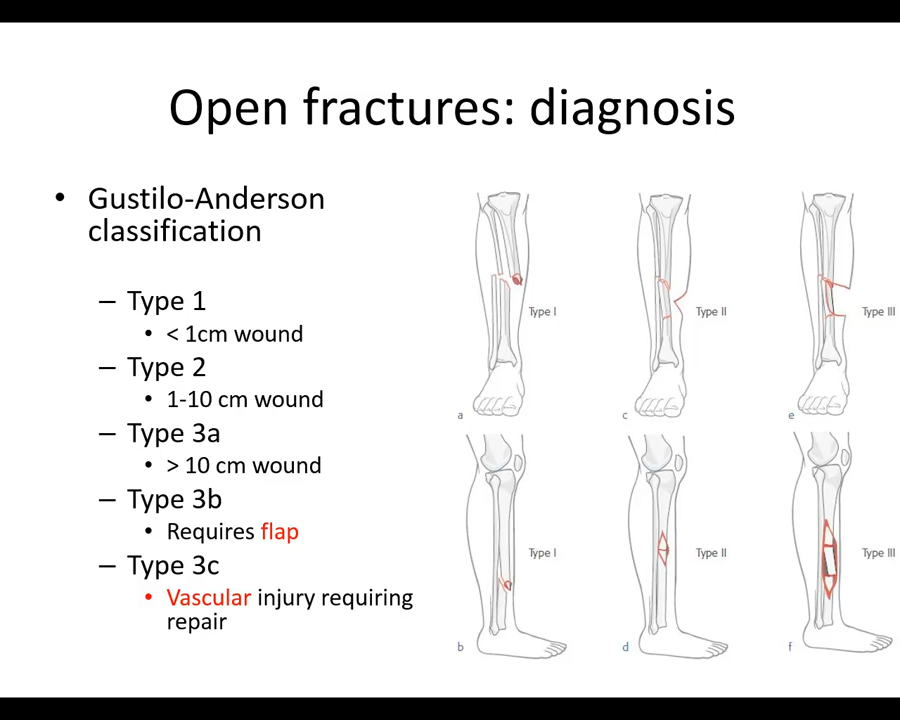 Open fractures: diagnosis
• Gustilo-Anderson
classification
– Type 1
• < 1cm wound
– Type 2
• 1-10 cm wound
– Type 3a
• > 10 cm wound
– Type 3b
• Requires flap
– Type 3c
• Vascular injury requiring
repair
Type I
Type II
Type III
a
c
e
Type I
Type II
Type III
b
d
f